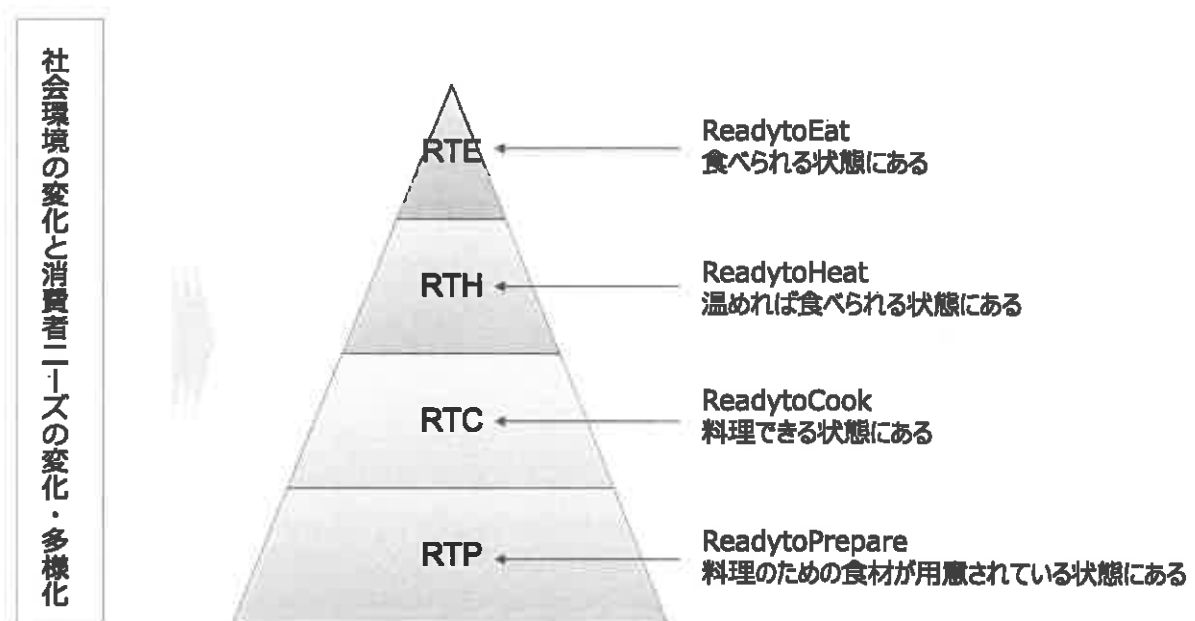 社会環境の変化と消費者ニーズの変化・多様化
RTE
ReadytoEat
食べられる状態にある
RTH
ReadytoHeat
温めれば食べられる状態にある
RTC
ReadytoCook
料理できる状態にある
RTP
ReadytoPrepare
料理のための食材が用意されている状態にある